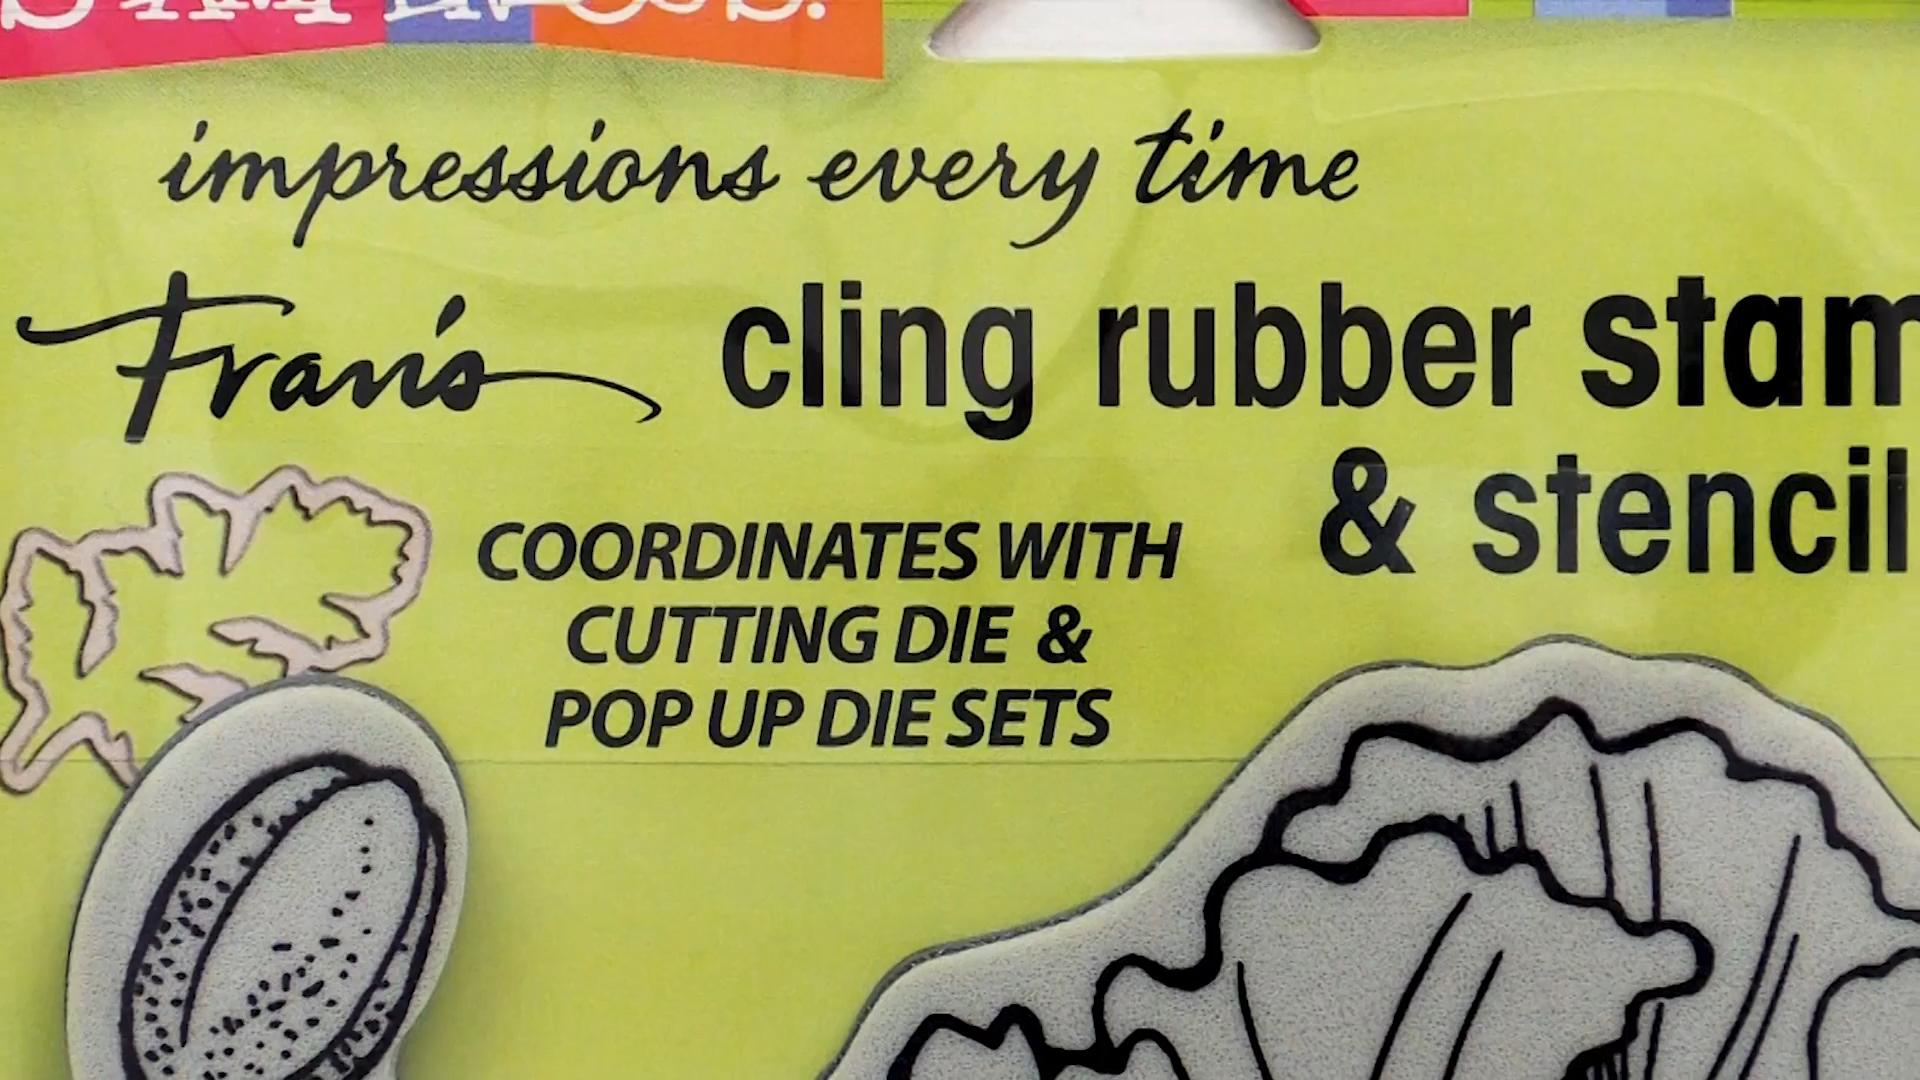 impressions every time
Fran's cling rubber stam
& stencil
COORDINATES WITH
CUTTING DIE &
POP UP DIE SETS